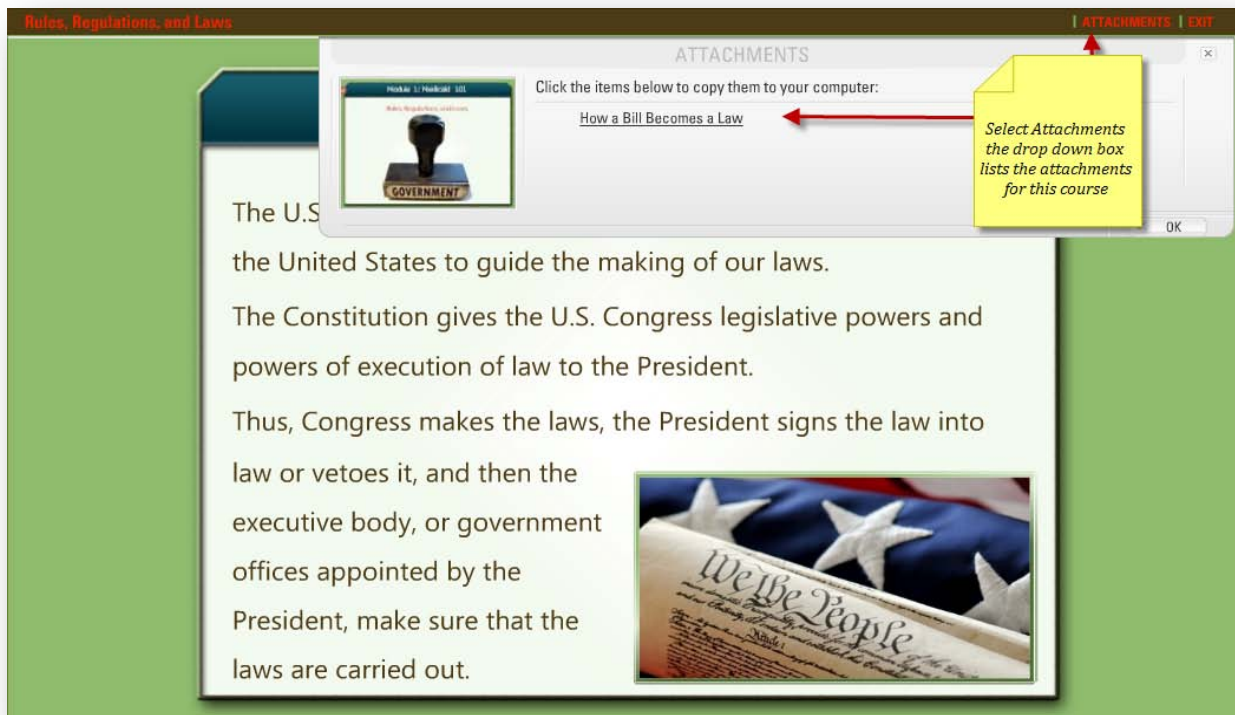 Rules, Regulations, and Laws
| ATTACHMENTS | EXIT
ATTACHMENTS
Click the items below to copy them to your computer:
How a Bill Becomes a Law
Module 1: Medicaid 101
Rules, Regulations, and Laws
GOVERNMENT
Select Attachments
the drop down box
lists the attachments
for this course
OK
The U.S
the United States to guide the making of our laws.
The Constitution gives the U.S. Congress legislative powers and
powers of execution of law to the President.
Thus, Congress makes the laws, the President signs the law into
law or vetoes it, and then the
executive body, or government
offices appointed by the
President, make sure that the
laws are carried out.
We the People